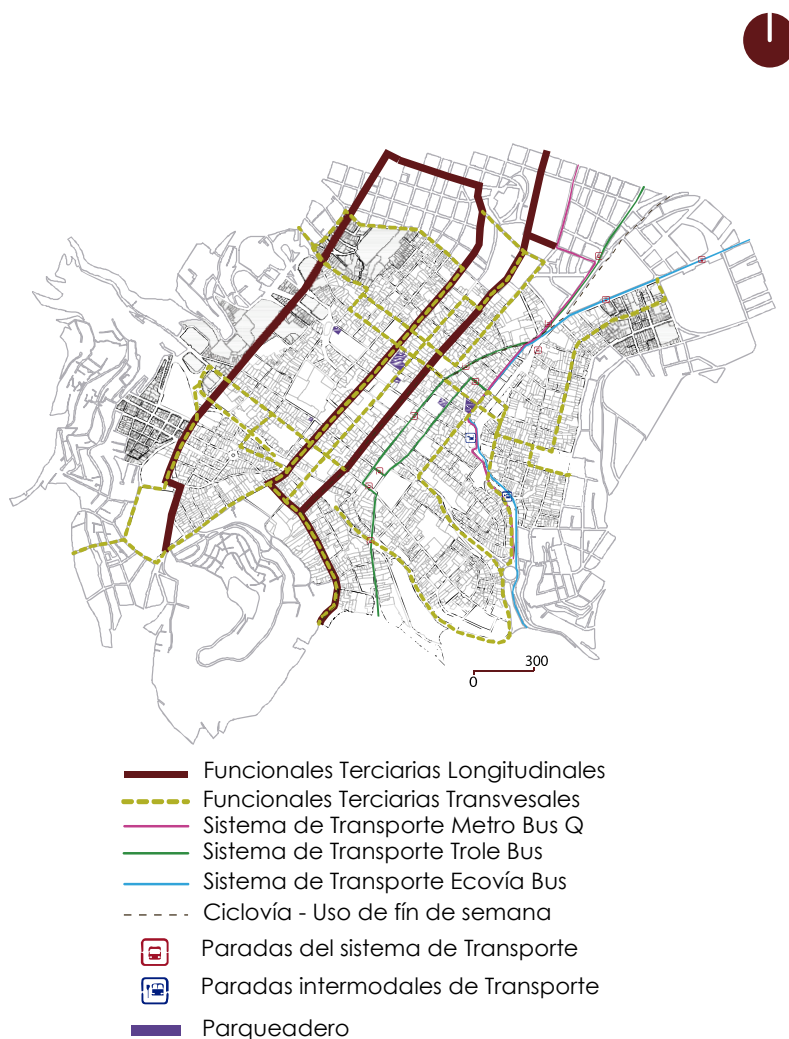 300
0
Funcionales Terciarias Longitudinales
Funcionales Terciarias Transvesales
Sistema de Transporte Metro Bus Q
Sistema de Transporte Trole Bus
Sistema de Transporte Ecovía Bus
Ciclovía - Uso de fín de semana
Paradas del sistema de Transporte
Paradas intermodales de Transporte
Parqueadero